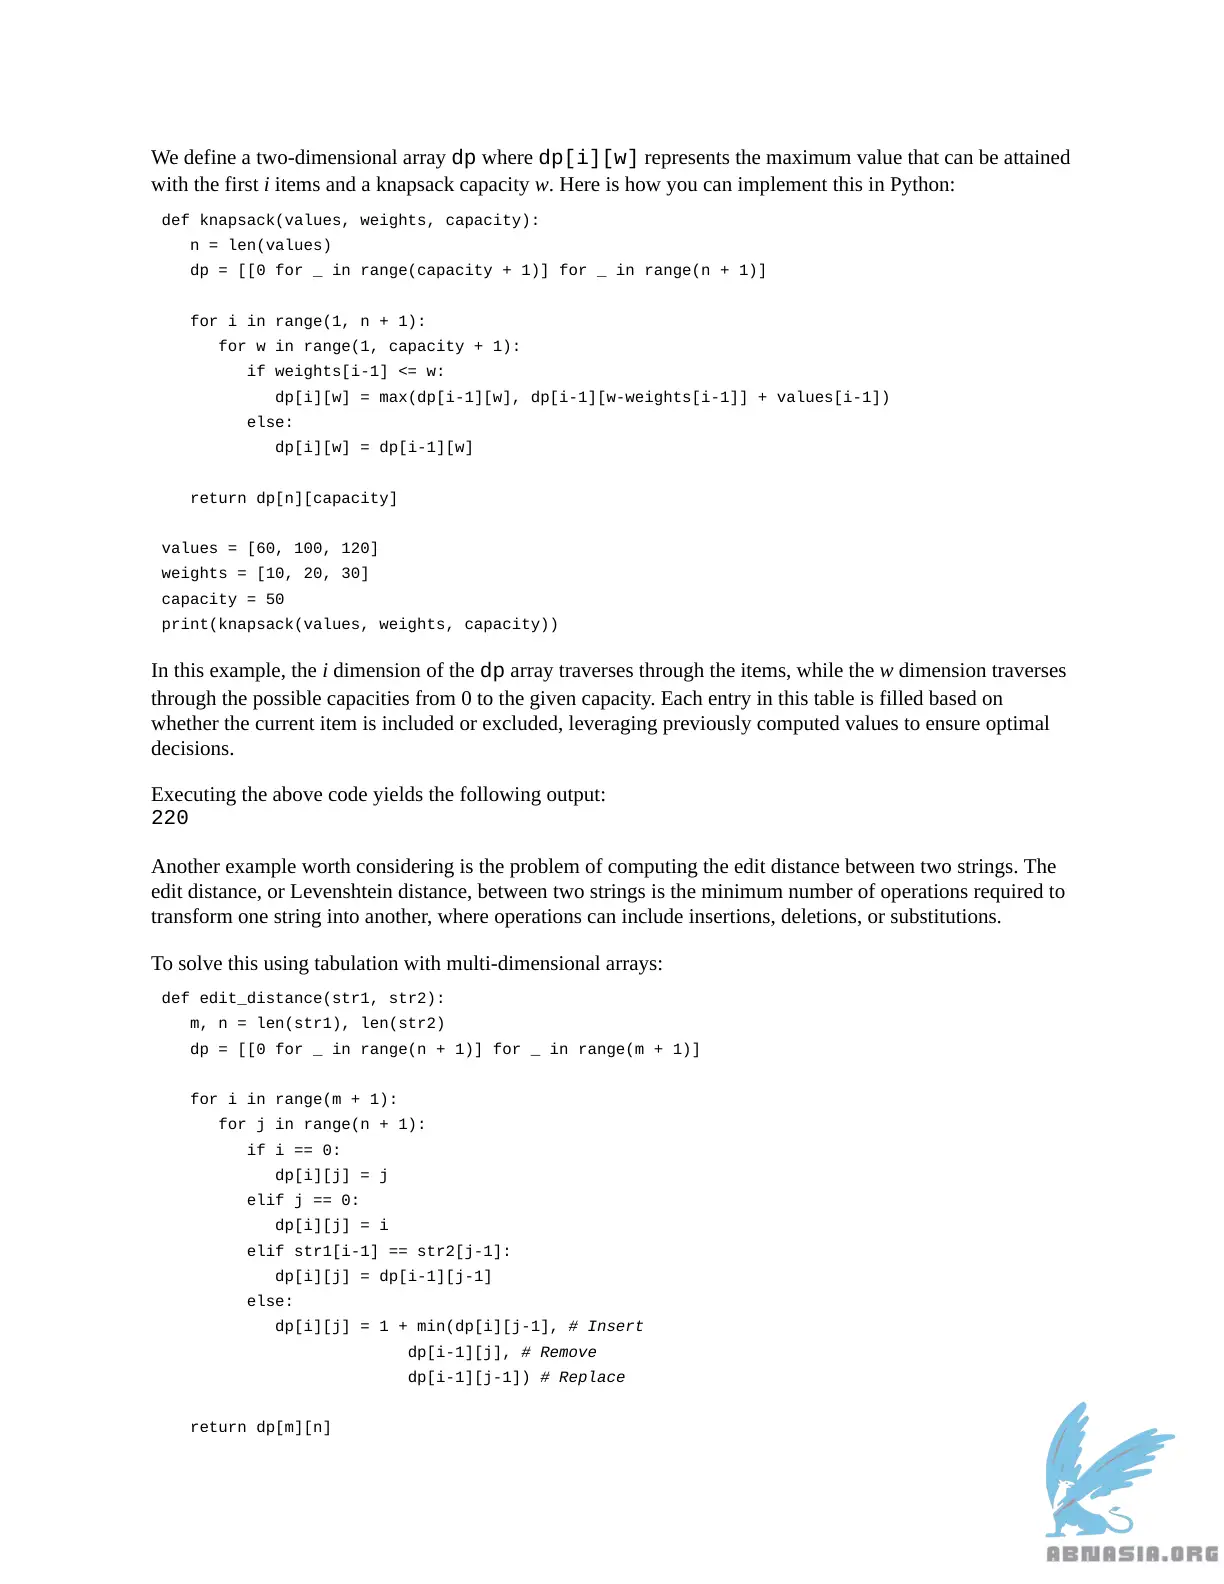 We define a two-dimensional array dp where dp[i][w] represents the maximum value that can be attained
with the first i items and a knapsack capacity w. Here is how you can implement this in Python:
def knapsack(values, weights, capacity):
   n = len(values)
   dp = [[0 for _ in range(capacity + 1)] for _ in range(n + 1)]

   for i in range(1, n + 1):
      for w in range(1, capacity + 1):
         if weights[i-1] <= w:
            dp[i][w] = max(dp[i-1][w], dp[i-1][w-weights[i-1]] + values[i-1])
         else:
            dp[i][w] = dp[i-1][w]

   return dp[n][capacity]

values = [60, 100, 120]
weights = [10, 20, 30]
capacity = 50
print(knapsack(values, weights, capacity))
In this example, the i dimension of the dp array traverses through the items, while the w dimension traverses
through the possible capacities from 0 to the given capacity. Each entry in this table is filled based on
whether the current item is included or excluded, leveraging previously computed values to ensure optimal
decisions.
Executing the above code yields the following output:
220
Another example worth considering is the problem of computing the edit distance between two strings. The
edit distance, or Levenshtein distance, between two strings is the minimum number of operations required to
transform one string into another, where operations can include insertions, deletions, or substitutions.
To solve this using tabulation with multi-dimensional arrays:
def edit_distance(str1, str2):
   m, n = len(str1), len(str2)
   dp = [[0 for _ in range(n + 1)] for _ in range(m + 1)]

   for i in range(m + 1):
      for j in range(n + 1):
         if i == 0:
            dp[i][j] = j
         elif j == 0:
            dp[i][j] = i
         elif str1[i-1] == str2[j-1]:
            dp[i][j] = dp[i-1][j-1]
         else:
            dp[i][j] = 1 + min(dp[i][j-1], # Insert
                          dp[i-1][j], # Remove
                          dp[i-1][j-1]) # Replace

   return dp[m][n]
ABNASIA.ORG